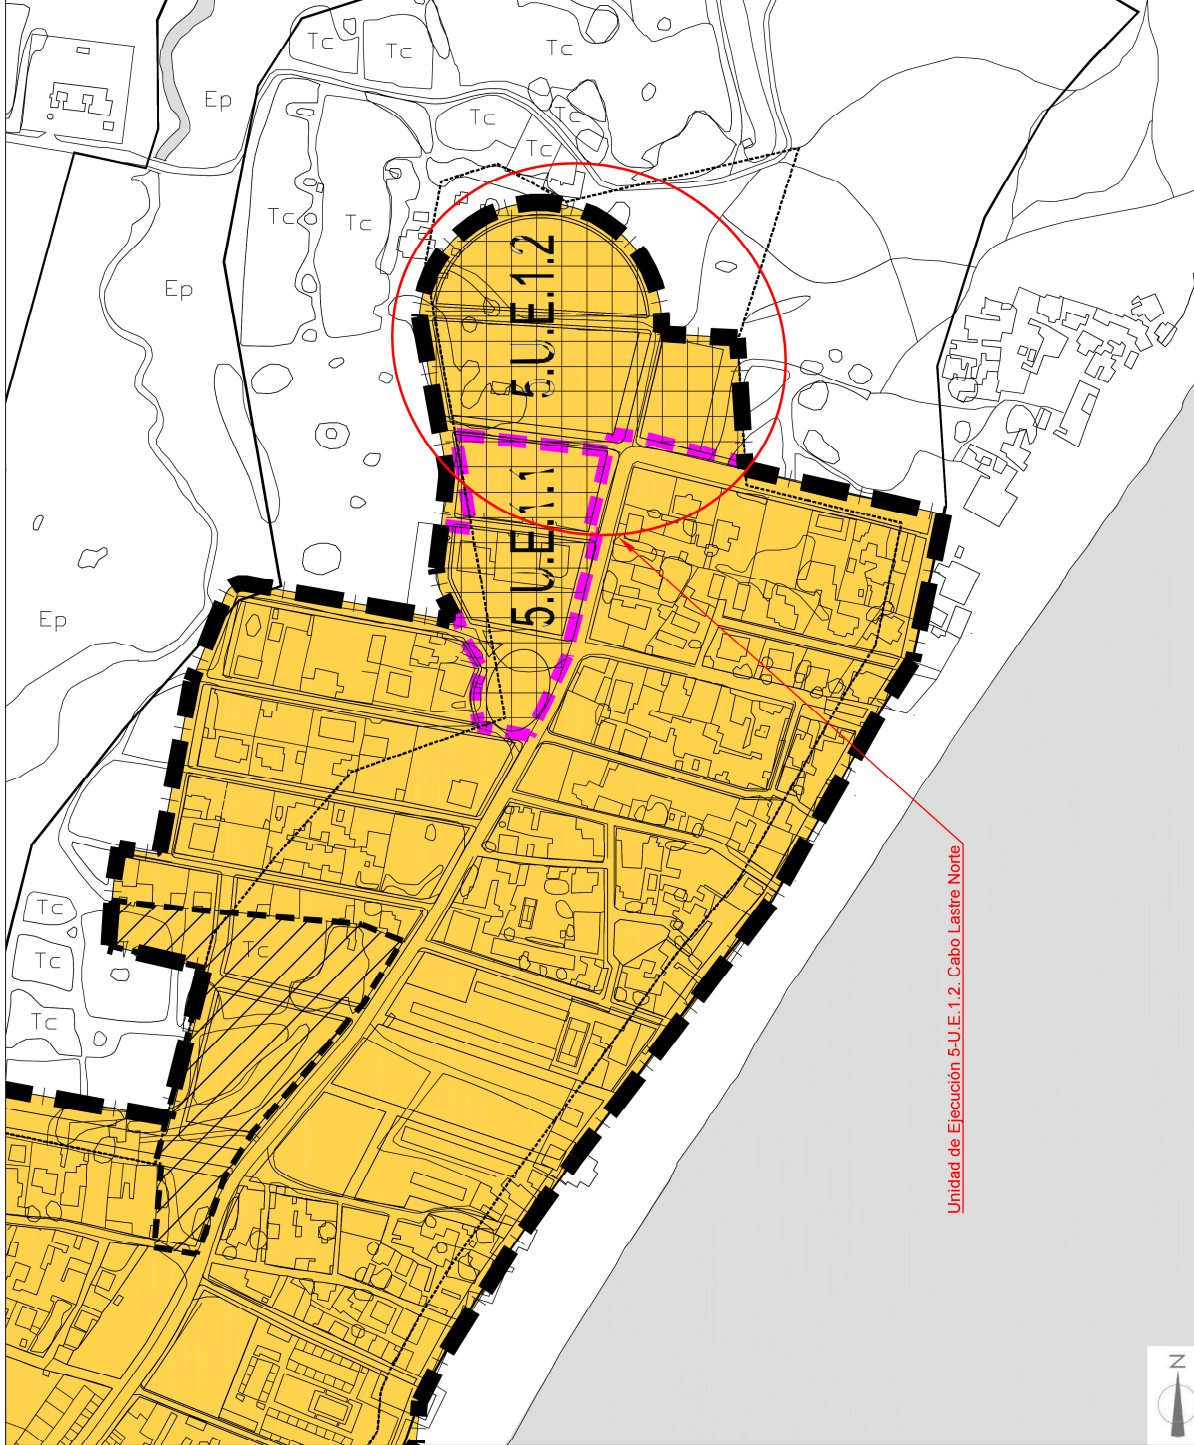 Tc
Tc
Tc
Ep
Tc
Tc
Tc
Tc
Tc
Ep
5.U.E.1.2
5.U.E.1.1
Ep
Tc
Tc
Tc
Tc
Unidad de Ejecución 5-U.E.1.2. Cabo Lastre Norte
N